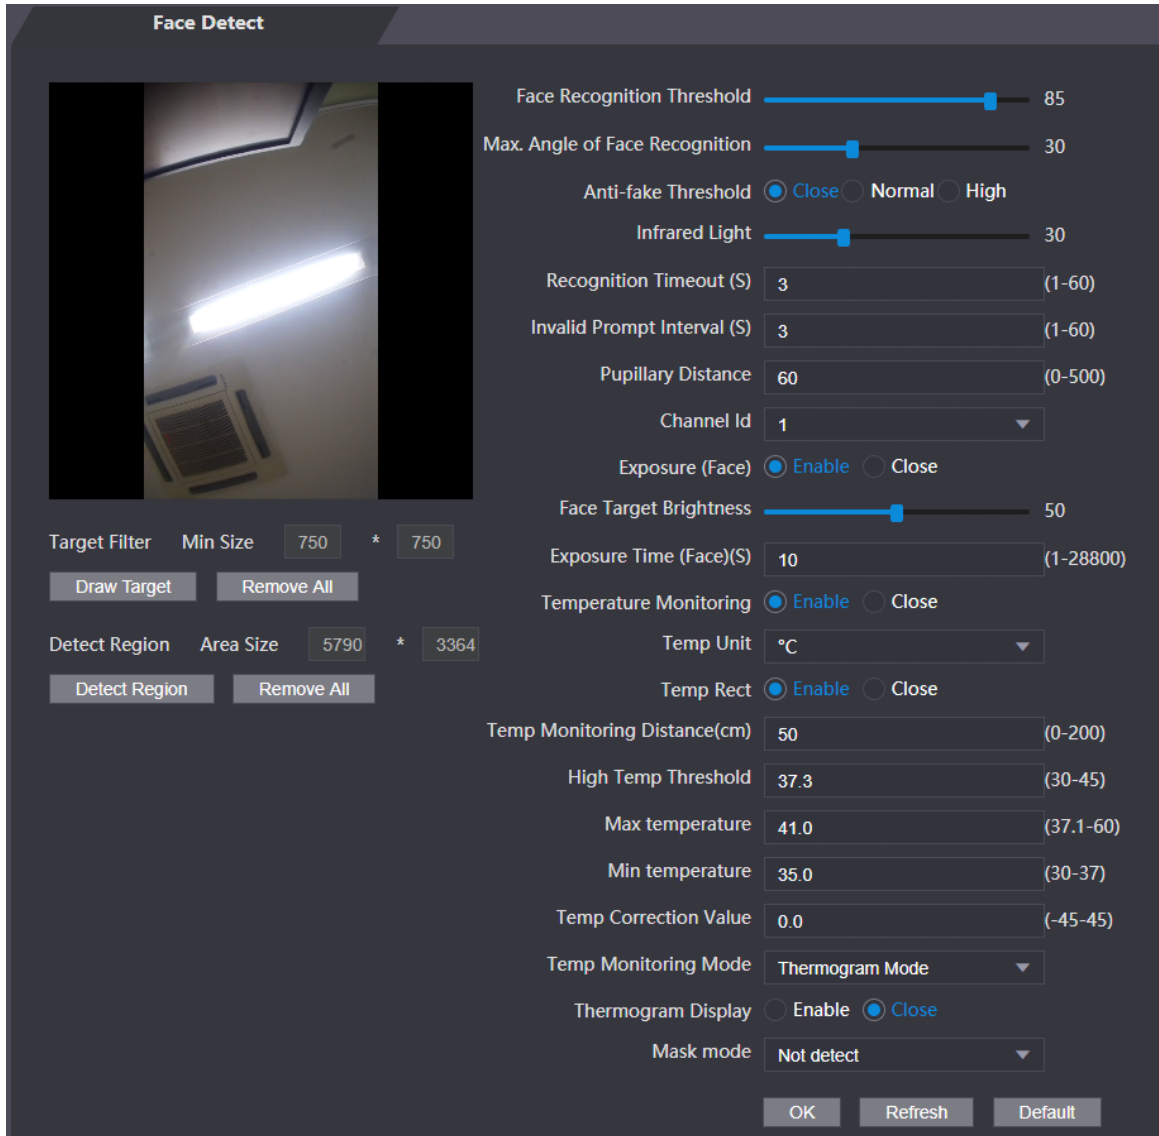 Face Detect
Face Recognition Threshold 85
Max. Angle of Face Recognition 30
Anti-fake Threshold Close Normal High
Infrared Light 30
Recognition Timeout (S) 3 (1-60)
Invalid Prompt Interval (S) 3 (1-60)
Pupillary Distance 60 (0-500)
Channel Id 1
Exposure (Face) Enable Close
Face Target Brightness 50
Exposure Time (Face)(S) 10 (1-28800)
Temperature Monitoring Enable Close
Temp Unit °C
Temp Rect Enable Close
Temp Monitoring Distance(cm) 50 (0-200)
High Temp Threshold 37.3 (30-45)
Max temperature 41.0 (37.1-60)
Min temperature 35.0 (30-37)
Temp Correction Value 0.0 (-45-45)
Temp Monitoring Mode Thermogram Mode
Thermogram Display Enable Close
Mask mode Not detect
OK Refresh Default
Target Filter Min Size 750 * 750
Draw Target Remove All
Detect Region Area Size 5790 * 3364
Detect Region Remove All